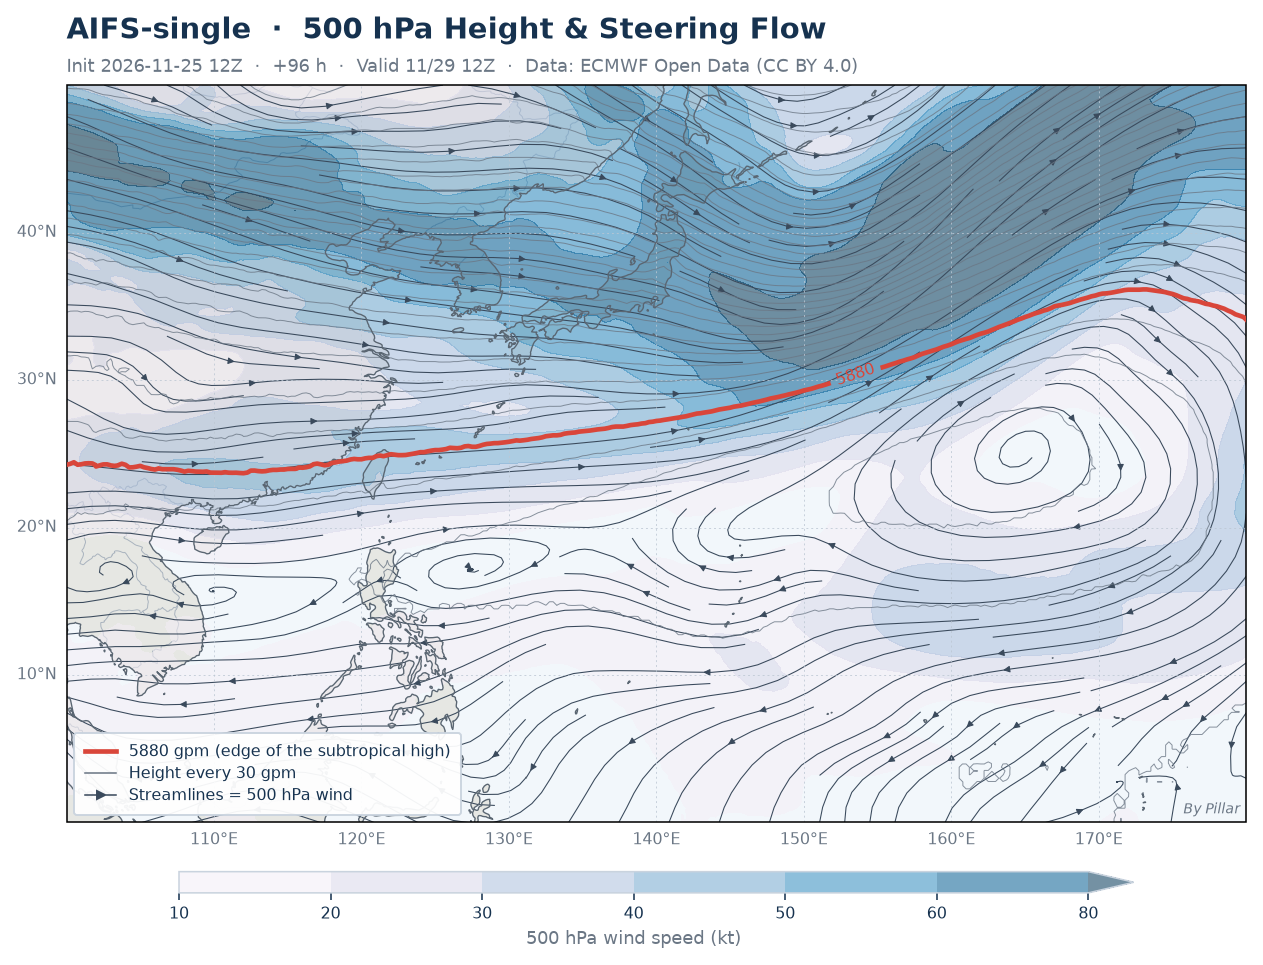 AIFS-single · 500 hPa Height & Steering Flow
Init 2026-11-25 12Z · +96 h · Valid 11/29 12Z · Data: ECMWF Open Data (CC BY 4.0)
40°N
30°N
20°N
10°N
5880
5880 gpm (edge of the subtropical high)
Height every 30 gpm
Streamlines = 500 hPa wind
By Pillar
110°E 120°E 130°E 140°E 150°E 160°E 170°E
10 20 30 40 50 60 80
500 hPa wind speed (kt)